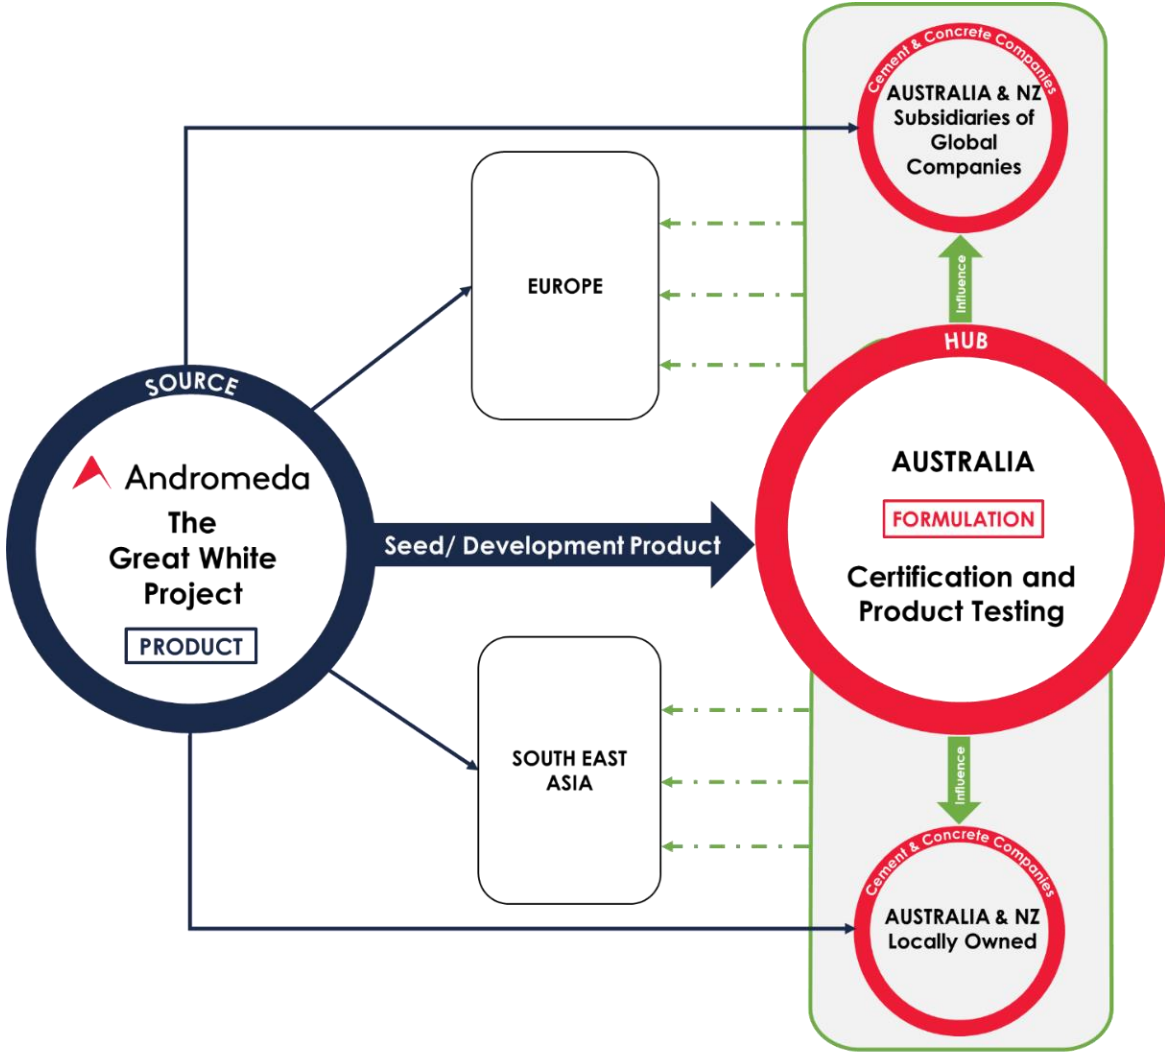 Cement & Concrete Companies
AUSTRALIA & NZ
Subsidiaries of
Global
Companies
Influence
EUROPE
HUB
SOURCE
Andromeda
The
Great White
Project
PRODUCT
Seed/ Development Product
AUSTRALIA
FORMULATION
Certification and
Product Testing
SOUTH EAST
ASIA
Influence
Cement & Concrete Companies
AUSTRALIA & NZ
Locally Owned